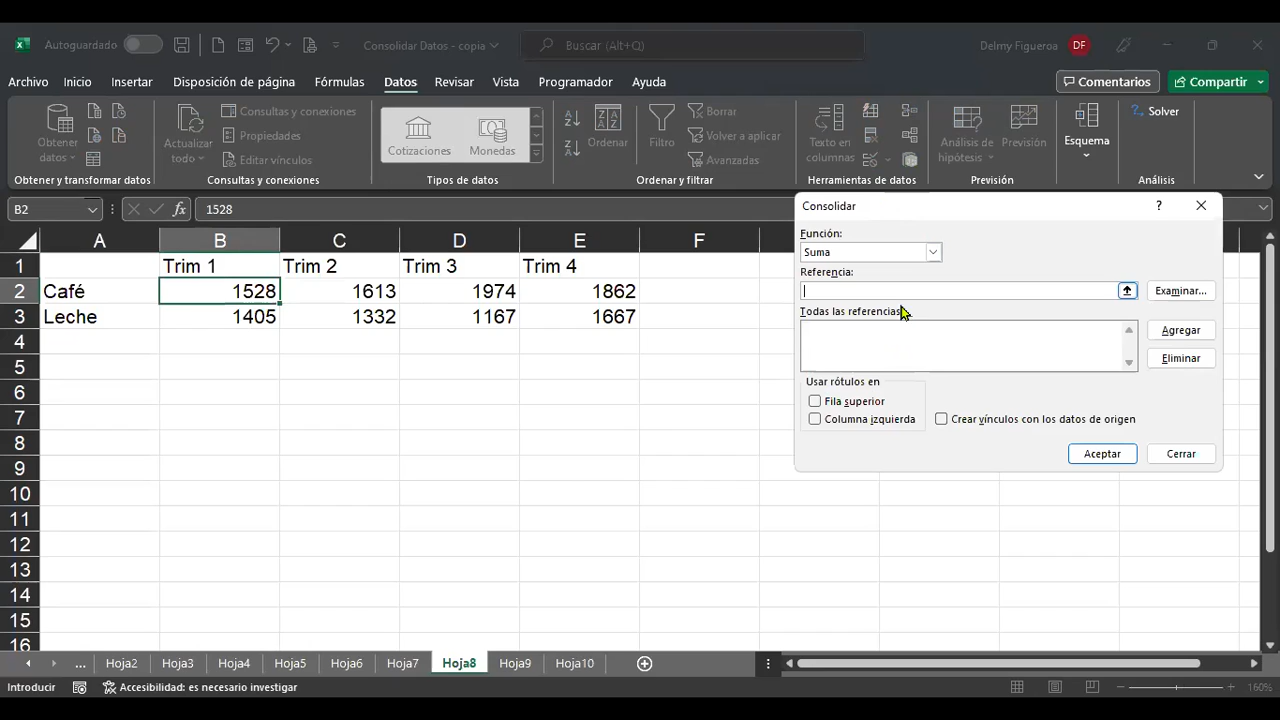 Autoguardado Consolidar Datos - copia Buscar (Alt+Q) Delmy Figueroa DF
Archivo Inicio Insertar Disposición de página Fórmulas Datos Revisar Vista Programador Ayuda Comentarios Compartir
Obtener datos Actualizar todo Consultas y conexiones Propiedades Editar vínculos Cotizaciones Monedas Ordenar Filtro Borrar Volver a aplicar Avanzadas Texto en columnas Análisis de hipótesis Previsión Esquema Solver
Obtener y transformar datos Consultas y conexiones Tipos de datos Ordenar y filtrar Herramientas de datos Previsión Análisis
B2 fx 1528
A B C D E F
1 Trim 1 Trim 2 Trim 3 Trim 4
2 Café 1528 1613 1974 1862
3 Leche 1405 1332 1167 1667
4
5
6
7
8
9
10
11
12
13
14
15
16
Consolidar ?
Función:
Suma
Referencia:
Examinar...
Todas las referencias
Agregar
Eliminar
Usar rótulos en
Fila superior
Columna izquierda Crear vínculos con los datos de origen
Aceptar Cerrar
... Hoja2 Hoja3 Hoja4 Hoja5 Hoja6 Hoja7 Hoja8 Hoja9 Hoja10
Introducir Accesibilidad: es necesario investigar 160%